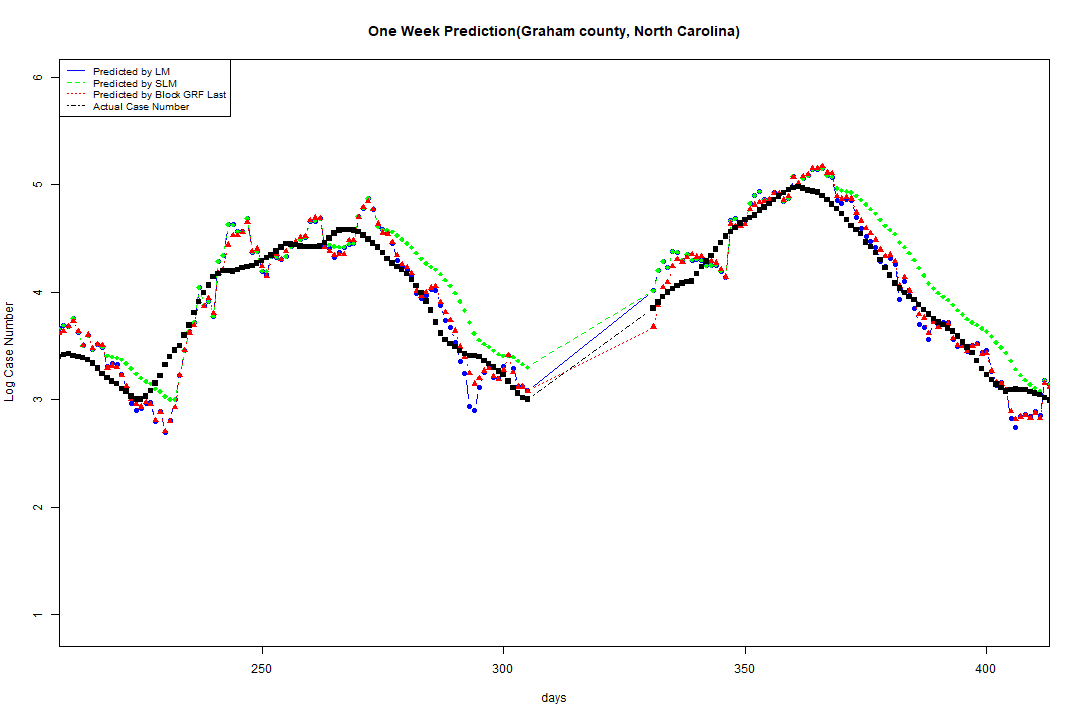 One Week Prediction(Graham county, North Carolina)
Predicted by LM
Predicted by SLM
Predicted by Block GRF Last
Actual Case Number
Log Case Number
6
5
4
3
2
1
250 300 350 400
days